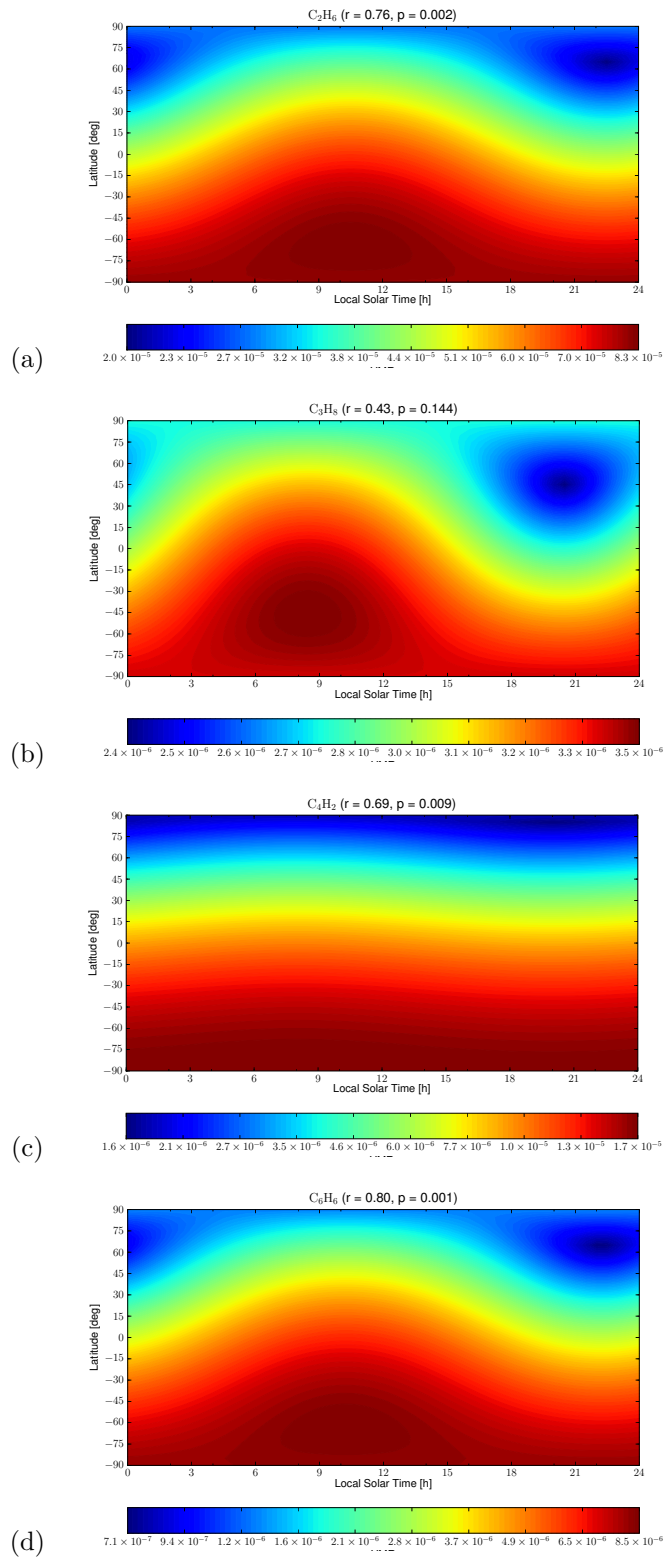 C₂H₆ (r = 0.76, p = 0.002)
90
75
60
45
30
15
0
−15
−30
−45
−60
−75
−90
Latitude [deg]
0 3 6 9 12 15 18 21 24
Local Solar Time [h]
2.0 × 10⁻⁵ 2.3 × 10⁻⁵ 2.7 × 10⁻⁵ 3.2 × 10⁻⁵ 3.8 × 10⁻⁵ 4.4 × 10⁻⁵ 5.1 × 10⁻⁵ 6.0 × 10⁻⁵ 7.0 × 10⁻⁵ 8.3 × 10⁻⁵
(a)
C₃H₈ (r = 0.43, p = 0.144)
90
75
60
45
30
15
0
−15
−30
−45
−60
−75
−90
Latitude [deg]
0 3 6 9 12 15 18 21 24
Local Solar Time [h]
2.4 × 10⁻⁶ 2.5 × 10⁻⁶ 2.6 × 10⁻⁶ 2.7 × 10⁻⁶ 2.8 × 10⁻⁶ 3.0 × 10⁻⁶ 3.1 × 10⁻⁶ 3.2 × 10⁻⁶ 3.3 × 10⁻⁶ 3.5 × 10⁻⁶
(b)
C₄H₂ (r = 0.69, p = 0.009)
90
75
60
45
30
15
0
−15
−30
−45
−60
−75
−90
Latitude [deg]
0 3 6 9 12 15 18 21 24
Local Solar Time [h]
1.6 × 10⁻⁶ 2.1 × 10⁻⁶ 2.7 × 10⁻⁶ 3.5 × 10⁻⁶ 4.6 × 10⁻⁶ 6.0 × 10⁻⁶ 7.7 × 10⁻⁶ 1.0 × 10⁻⁵ 1.3 × 10⁻⁵ 1.7 × 10⁻⁵
(c)
C₆H₆ (r = 0.80, p = 0.001)
90
75
60
45
30
15
0
−15
−30
−45
−60
−75
−90
Latitude [deg]
0 3 6 9 12 15 18 21 24
Local Solar Time [h]
7.1 × 10⁻⁷ 9.4 × 10⁻⁷ 1.2 × 10⁻⁶ 1.6 × 10⁻⁶ 2.1 × 10⁻⁶ 2.8 × 10⁻⁶ 3.7 × 10⁻⁶ 4.9 × 10⁻⁶ 6.5 × 10⁻⁶ 8.5 × 10⁻⁶
(d)